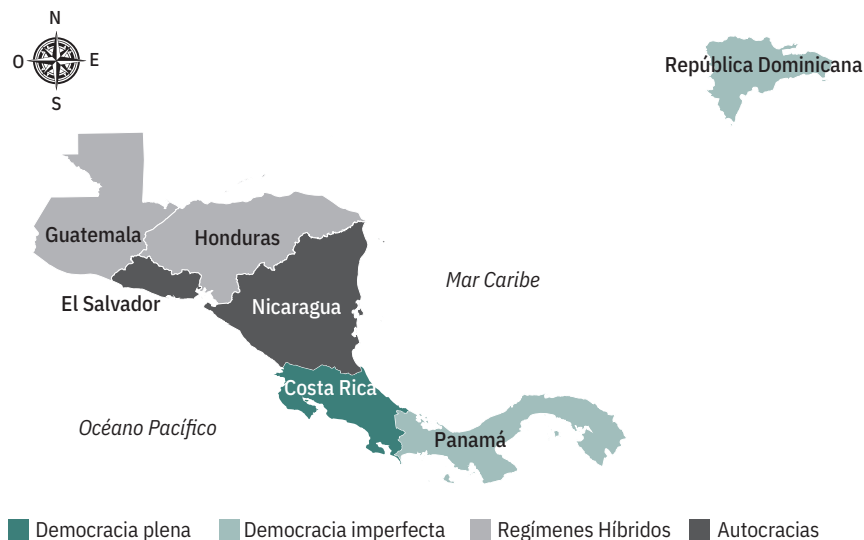 N
O
E
S
República Dominicana
Guatemala
Honduras
El Salvador
Nicaragua
Mar Caribe
Costa Rica
Océano Pacífico
Panamá
Democracia plena
Democracia imperfecta
Regímenes Híbridos
Autocracias